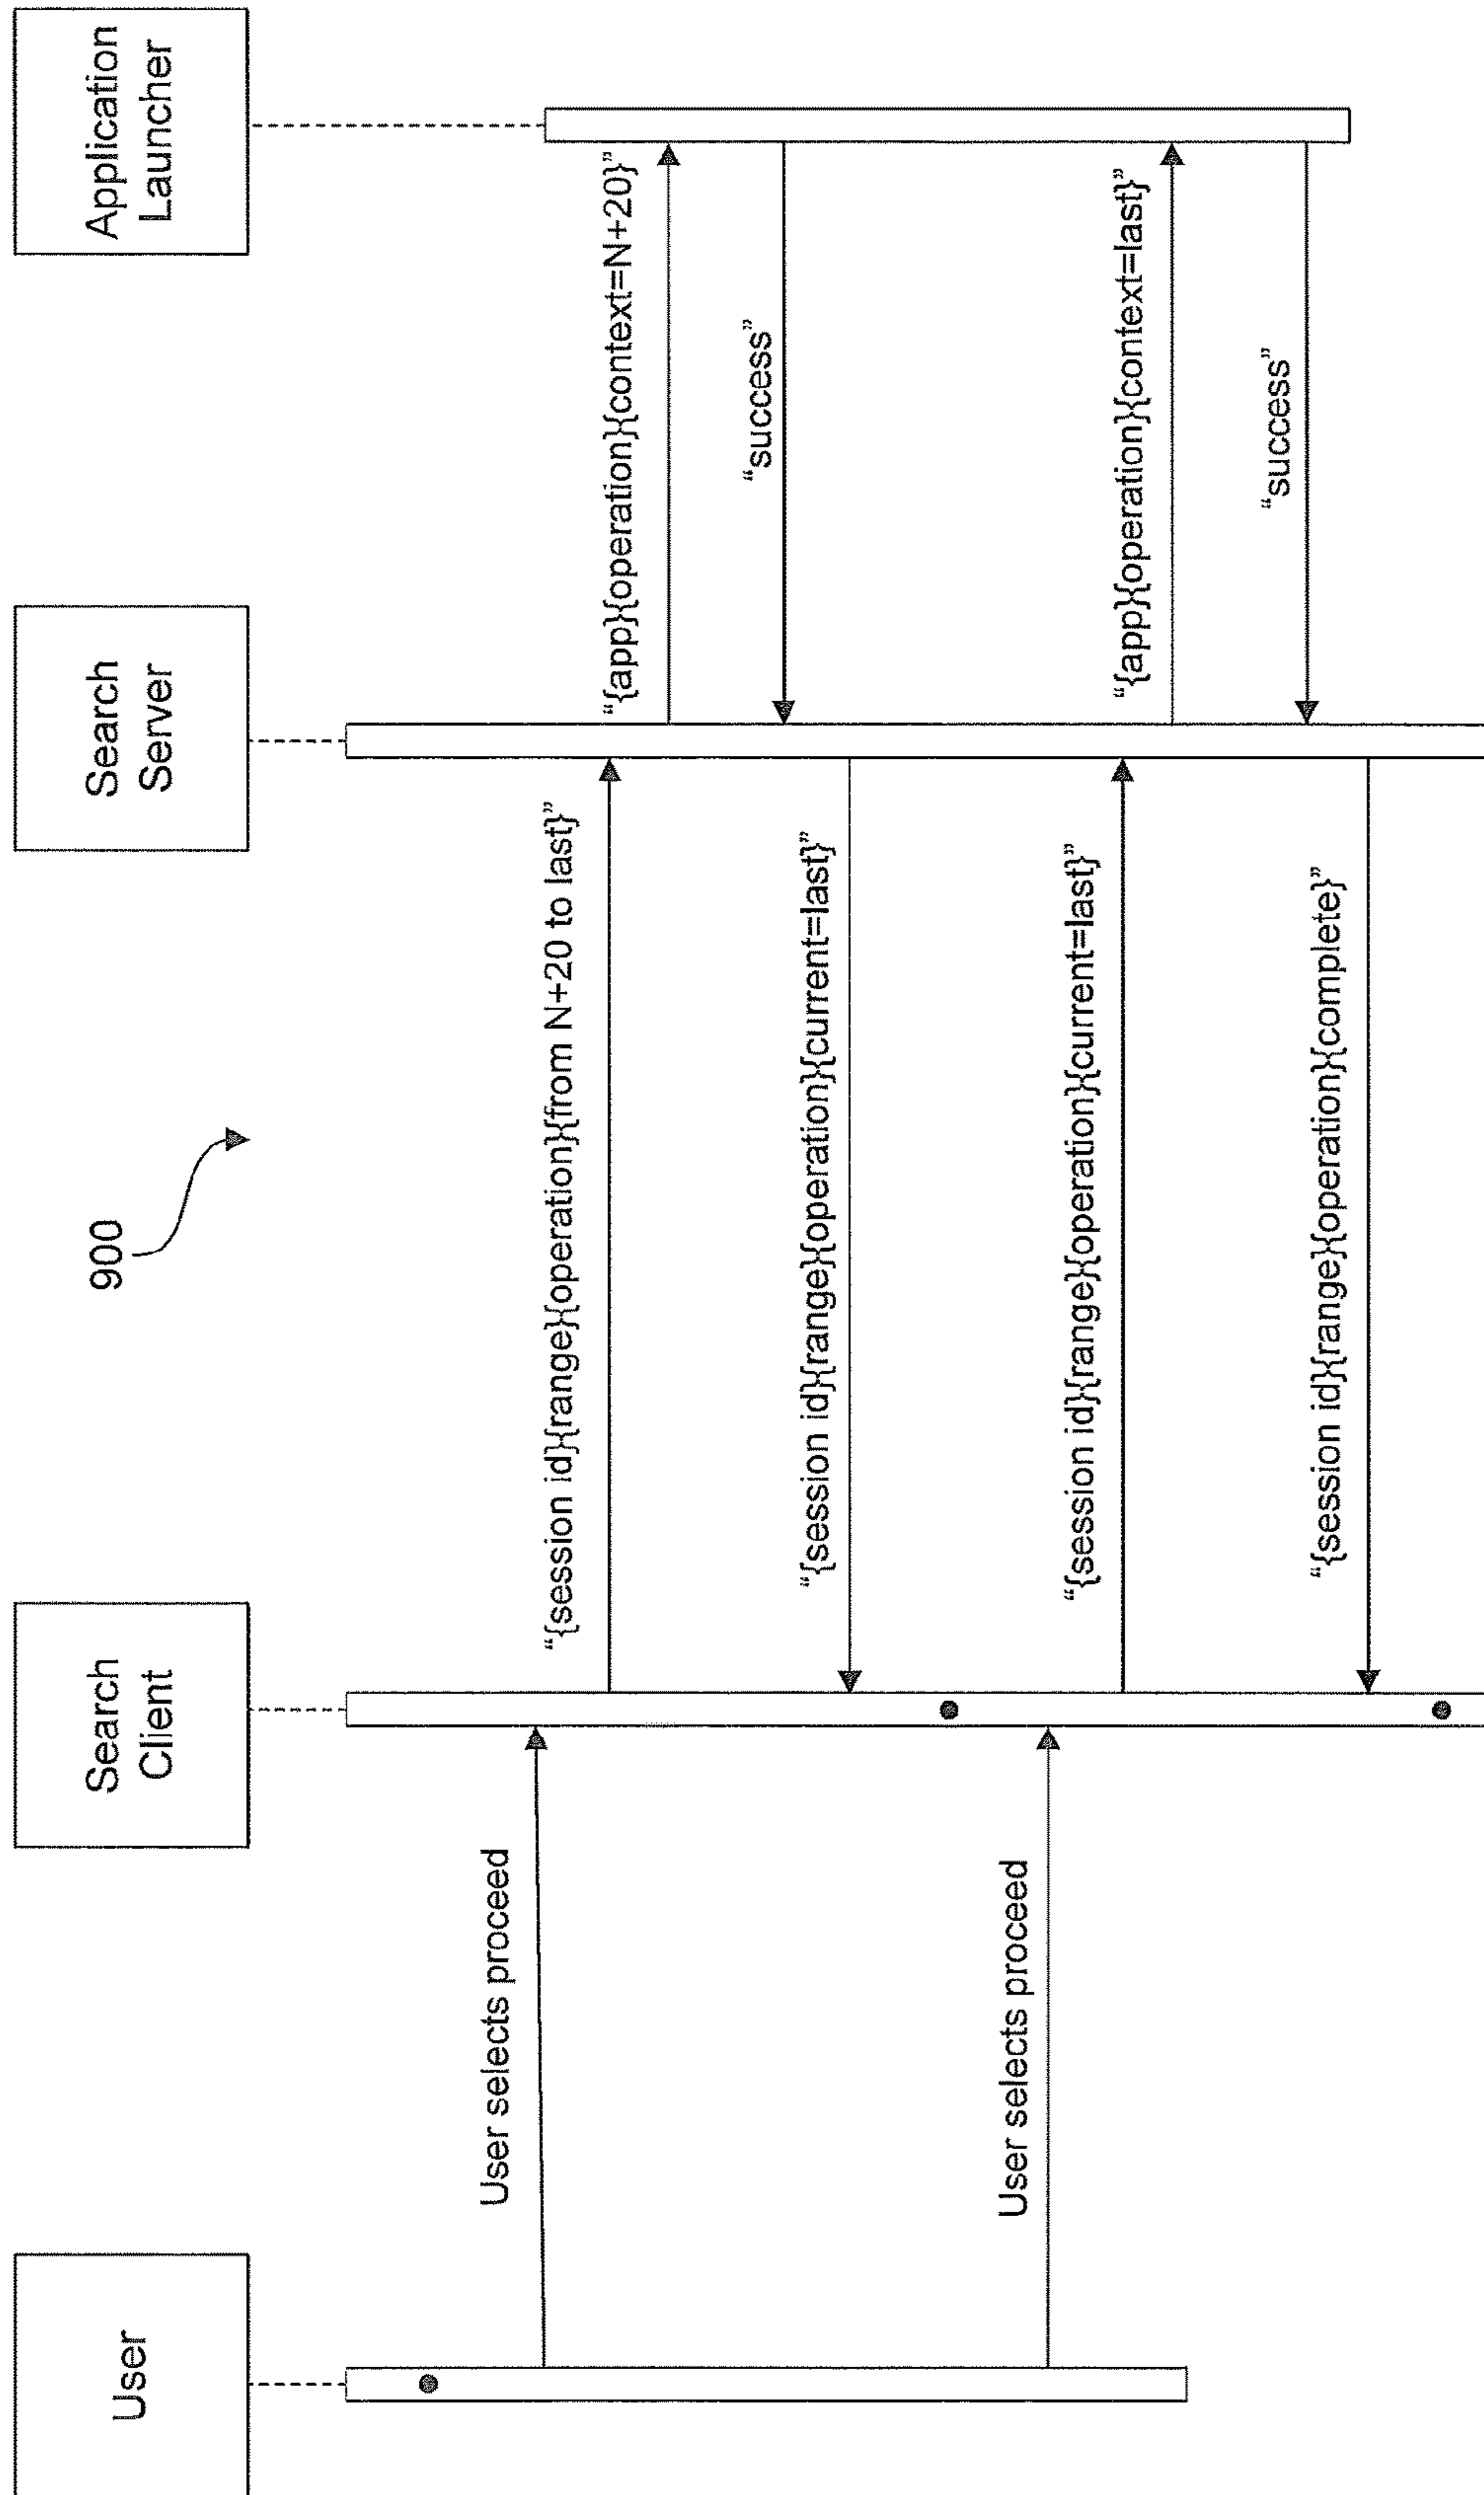 900
User
Search
Client
Search
Server
Application
Launcher
User selects proceed
“{session id}{range}{operation}{from N+20 to last}”
“{app}{operation}{context=N+20}”
“success”
“{session id}{range}{operation}{current=last}”
User selects proceed
“{session id}{range}{operation}{current=last}”
“{app}{operation}{context=last}”
“success”
“{session id}{range}{operation}{complete}”